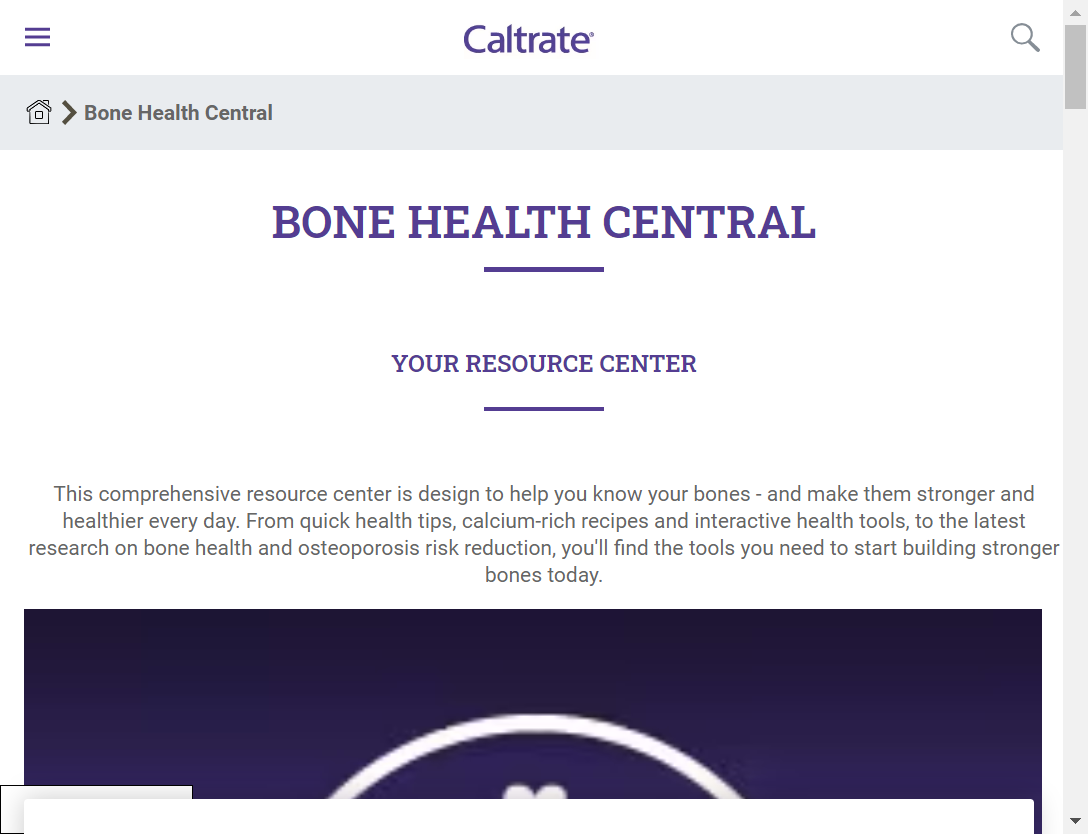 Caltrate®
Bone Health Central
BONE HEALTH CENTRAL
YOUR RESOURCE CENTER
This comprehensive resource center is design to help you know your bones - and make them stronger and
healthier every day. From quick health tips, calcium-rich recipes and interactive health tools, to the latest
research on bone health and osteoporosis risk reduction, you'll find the tools you need to start building stronger
bones today.